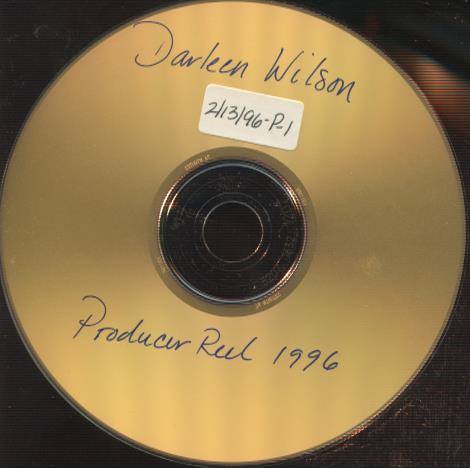 Darleen Wilson
2/13/96-P-1
Producer Reel 1996